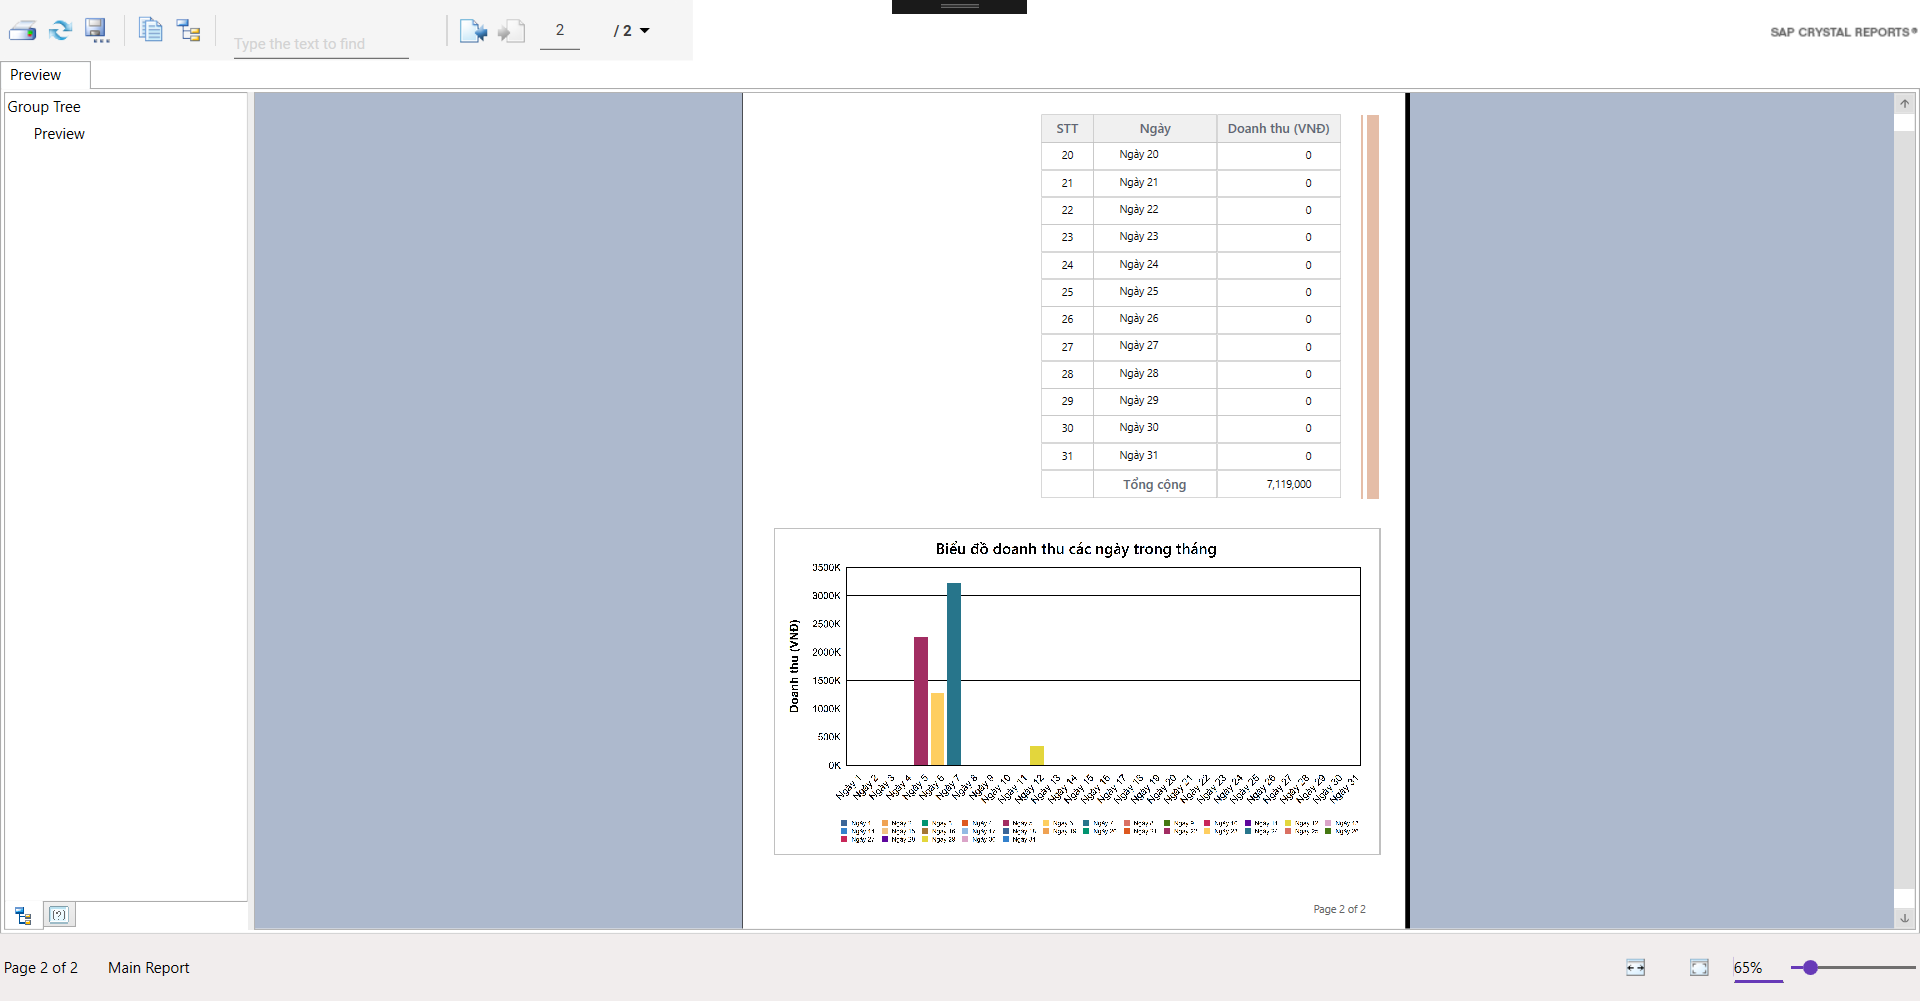 Type the text to find
2
/ 2
SAP CRYSTAL REPORTS®
Preview
Group Tree
Preview
STT Ngày Doanh thu (VNĐ)
20 Ngày 20 0
21 Ngày 21 0
22 Ngày 22 0
23 Ngày 23 0
24 Ngày 24 0
25 Ngày 25 0
26 Ngày 26 0
27 Ngày 27 0
28 Ngày 28 0
29 Ngày 29 0
30 Ngày 30 0
31 Ngày 31 0
Tổng cộng 7,119,000
Biểu đồ doanh thu các ngày trong tháng
Doanh thu (VNĐ)
3500K
3000K
2500K
2000K
1500K
1000K
500K
0K
Ngày 1
Ngày 2
Ngày 3
Ngày 4
Ngày 5
Ngày 6
Ngày 7
Ngày 8
Ngày 9
Ngày 10
Ngày 11
Ngày 12
Ngày 13
Ngày 14
Ngày 15
Ngày 16
Ngày 17
Ngày 18
Ngày 19
Ngày 20
Ngày 21
Ngày 22
Ngày 23
Ngày 24
Ngày 25
Ngày 26
Ngày 27
Ngày 28
Ngày 29
Ngày 30
Ngày 31
Page 2 of 2
Page 2 of 2 Main Report
65%